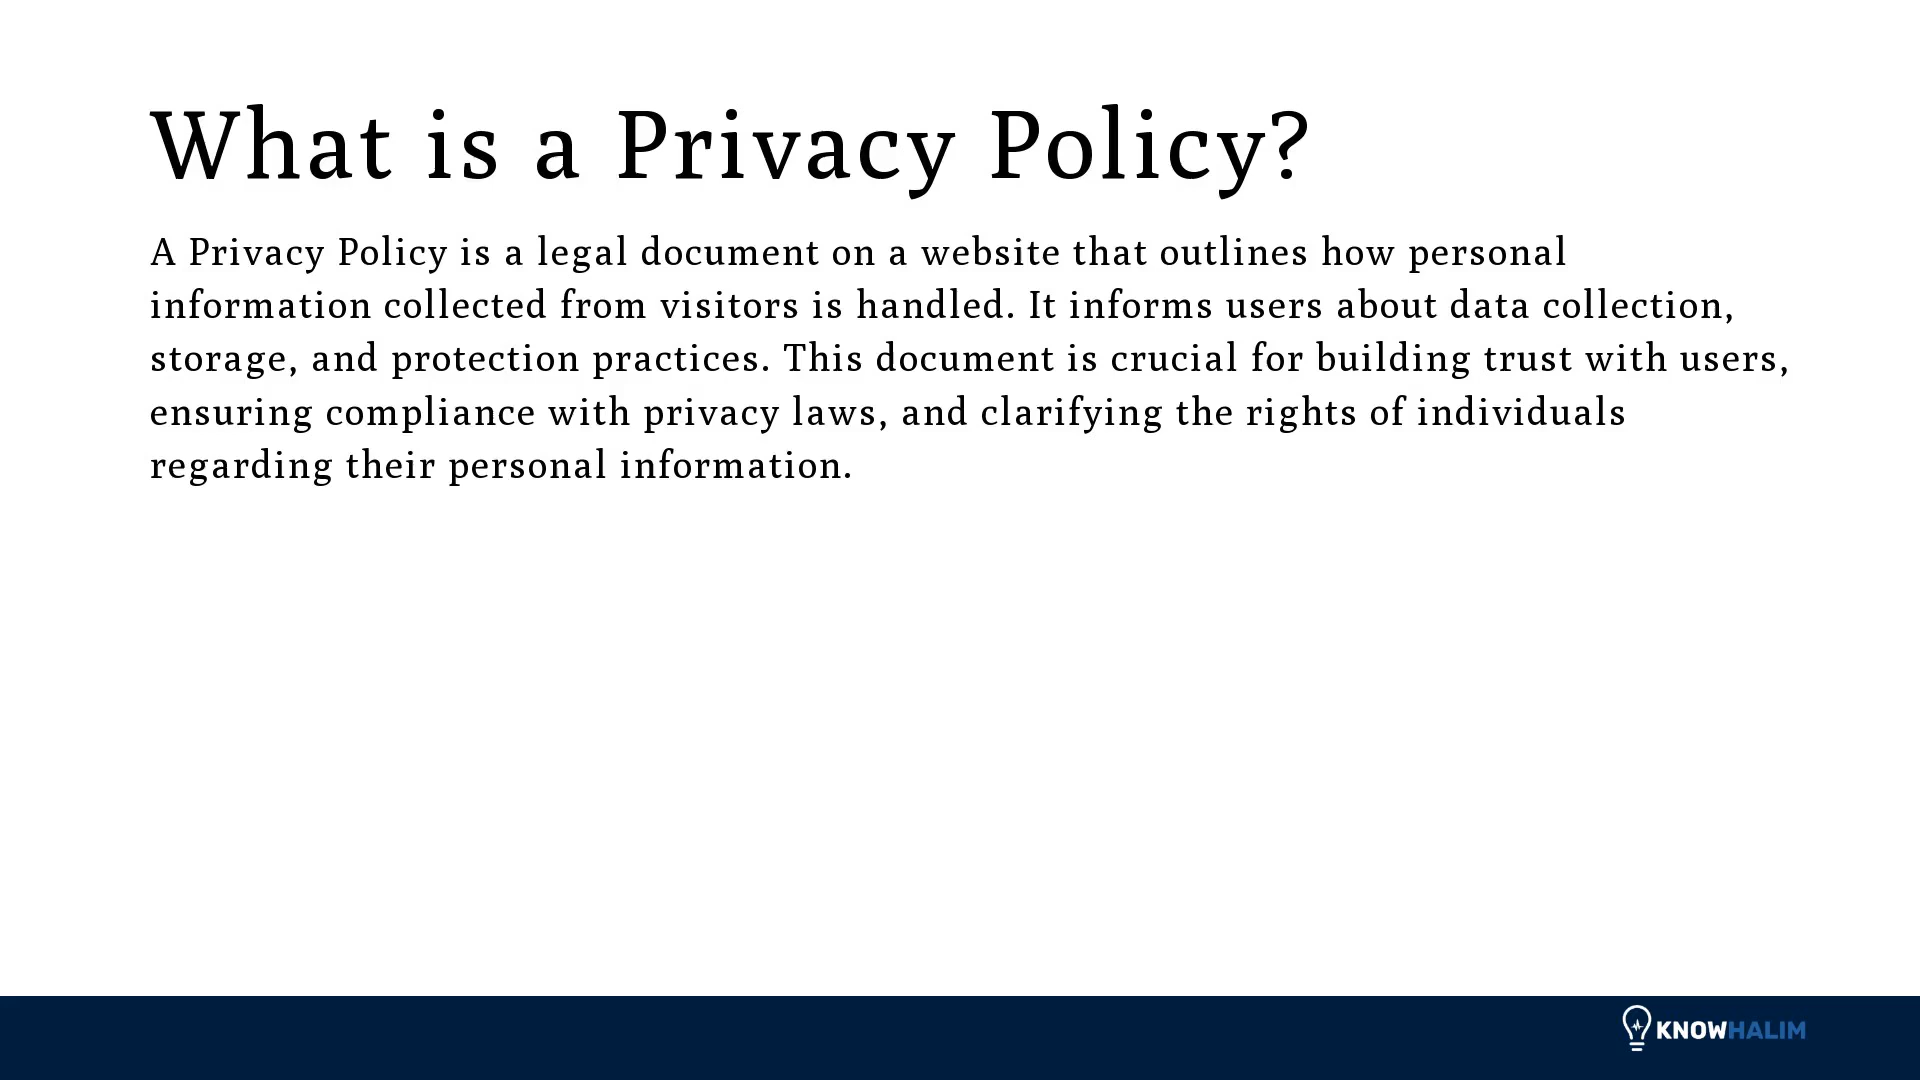 What is a Privacy Policy?
A Privacy Policy is a legal document on a website that outlines how personal
information collected from visitors is handled. It informs users about data collection,
storage, and protection practices. This document is crucial for building trust with users,
ensuring compliance with privacy laws, and clarifying the rights of individuals
regarding their personal information.
KNOWHALIM